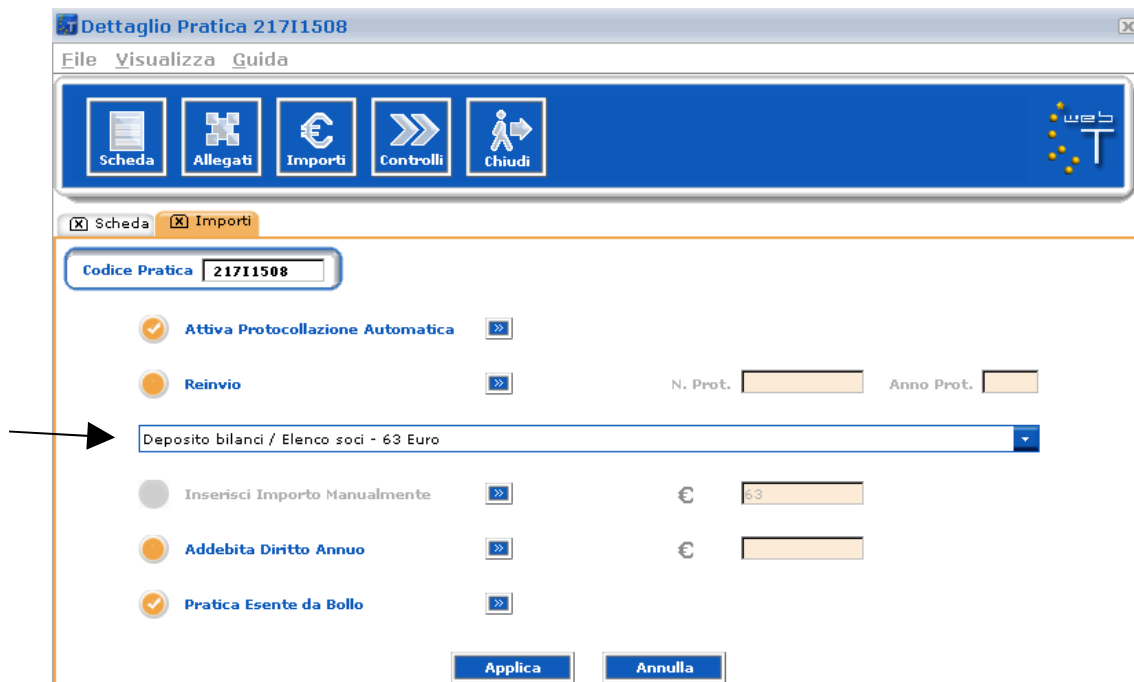 Dettaglio Pratica 217I1508
File Visualizza Guida
Scheda Allegati Importi Controlli Chiudi
web T
Scheda Importi
Codice Pratica 217I1508
Attiva Protocollazione Automatica
Reinvio N. Prot. Anno Prot.
Deposito bilanci / Elenco soci - 63 Euro
Inserisci Importo Manualmente € 63
Addebita Diritto Annuo €
Pratica Esente da Bollo
Applica Annulla